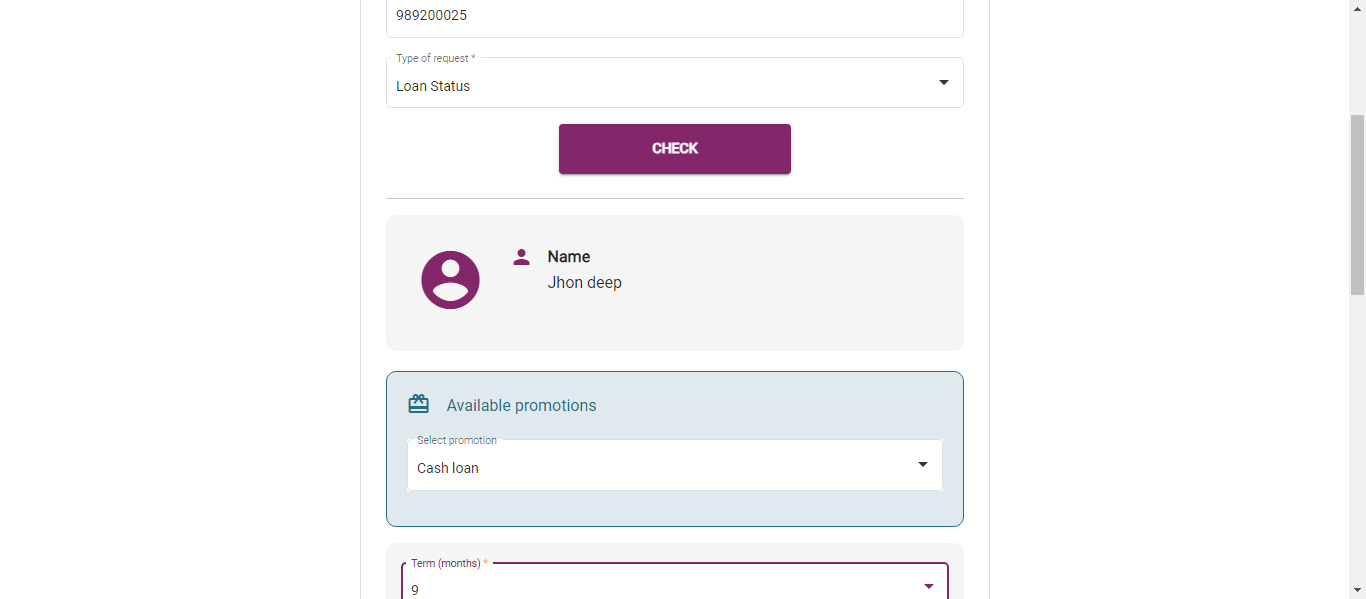 989200025
Type of request *
Loan Status
CHECK
Name
Jhon deep
Available promotions
Select promotion
Cash loan
Term (months) *
9